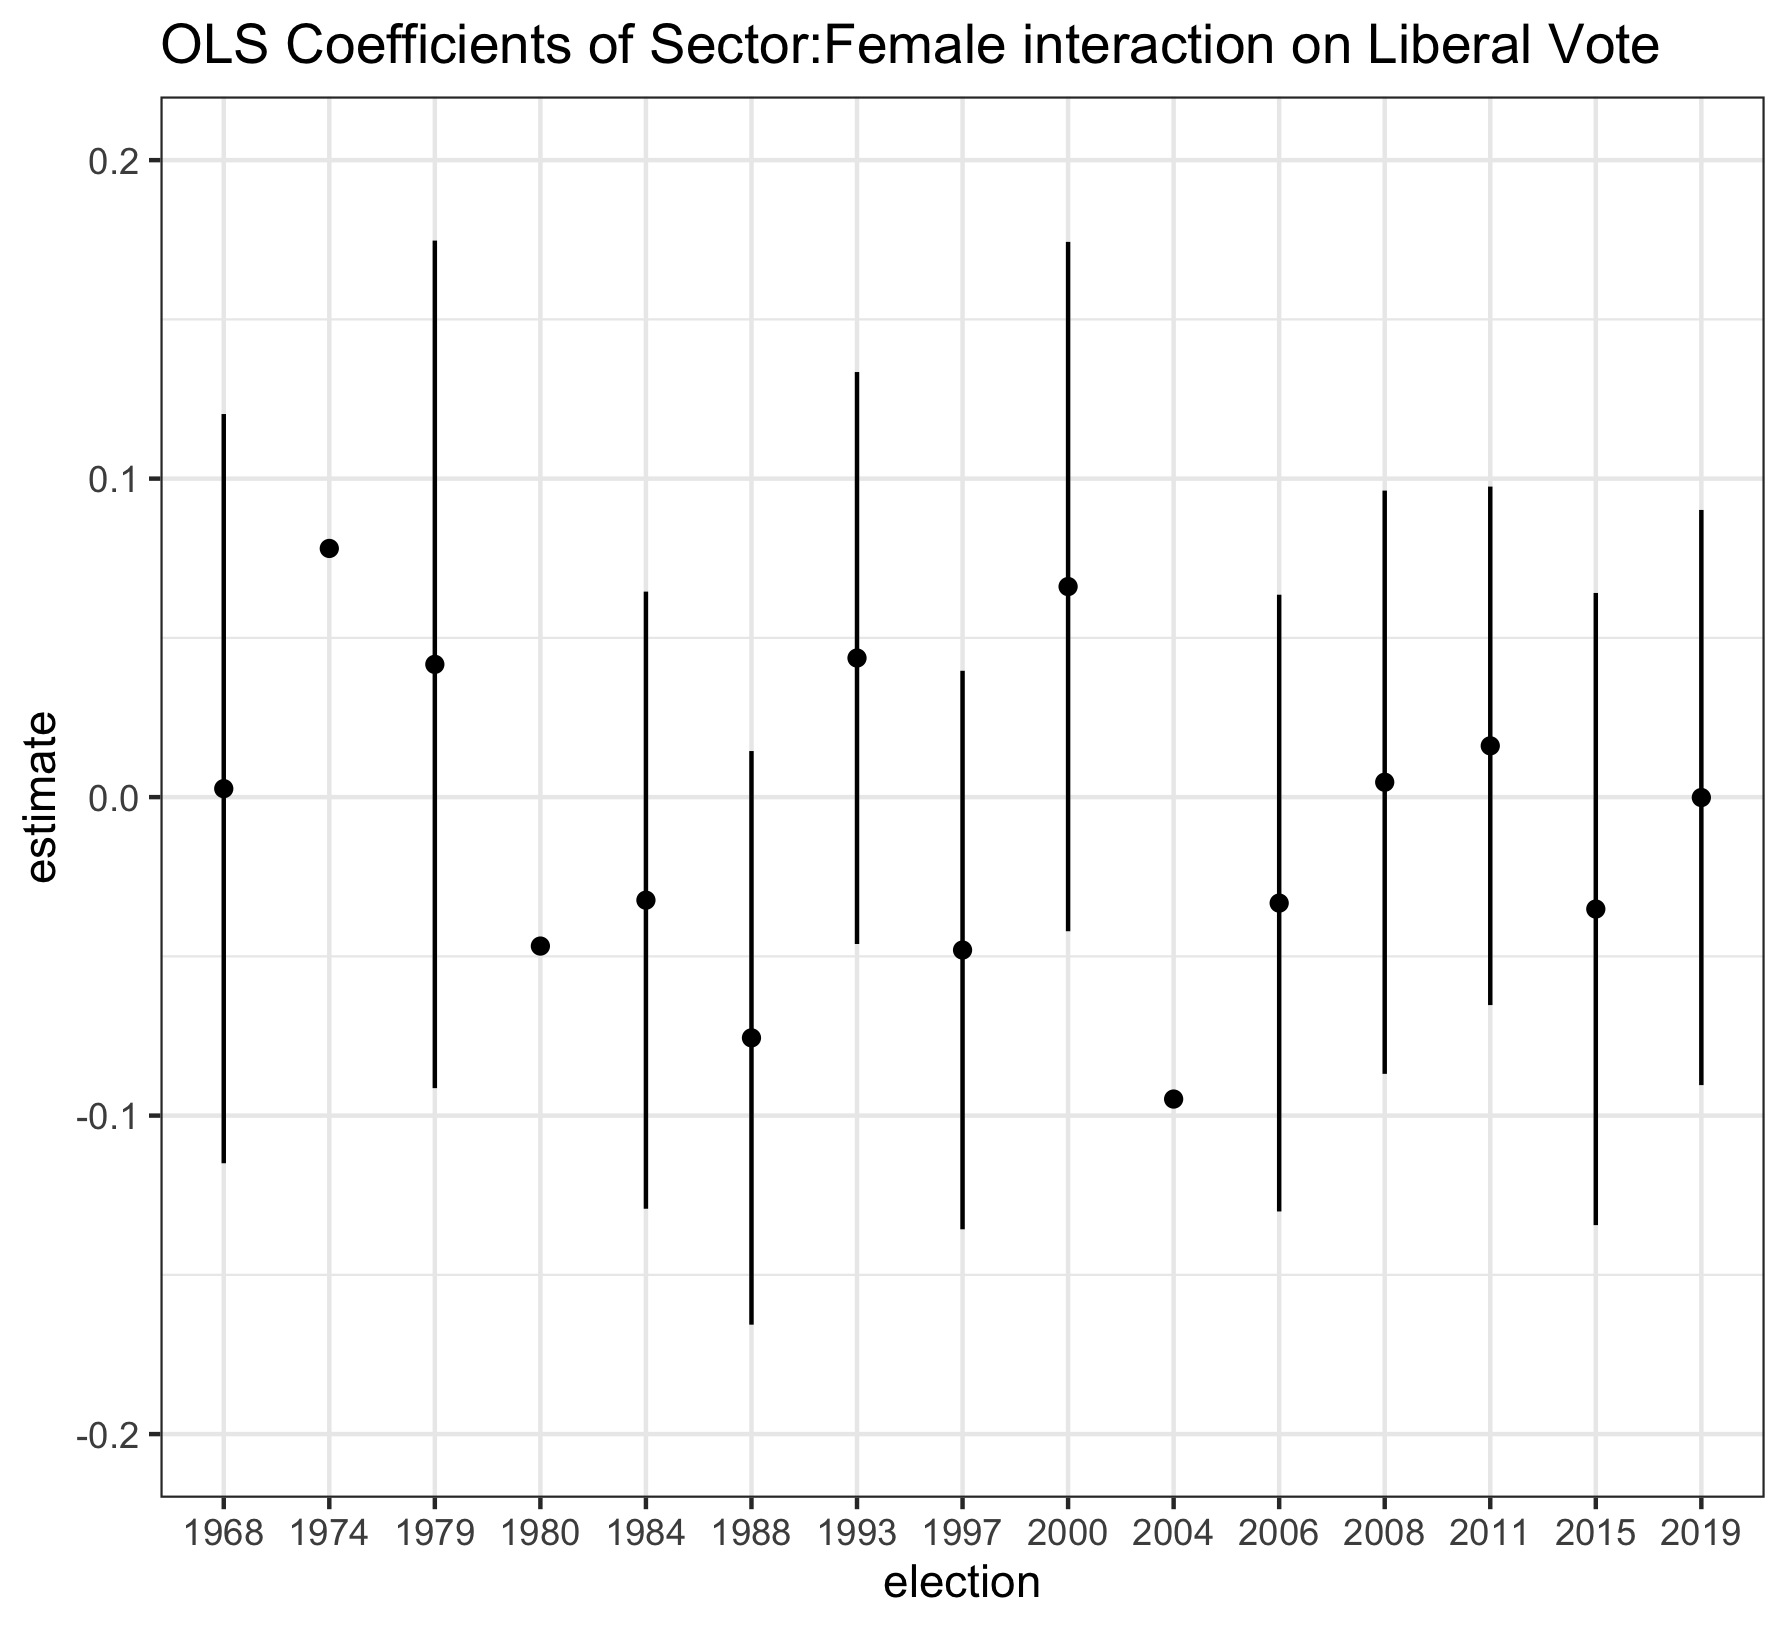 OLS Coefficients of Sector:Female interaction on Liberal Vote
0.2
0.1
0.0
-0.1
-0.2
estimate
1968 1974 1979 1980 1984 1988 1993 1997 2000 2004 2006 2008 2011 2015 2019
election